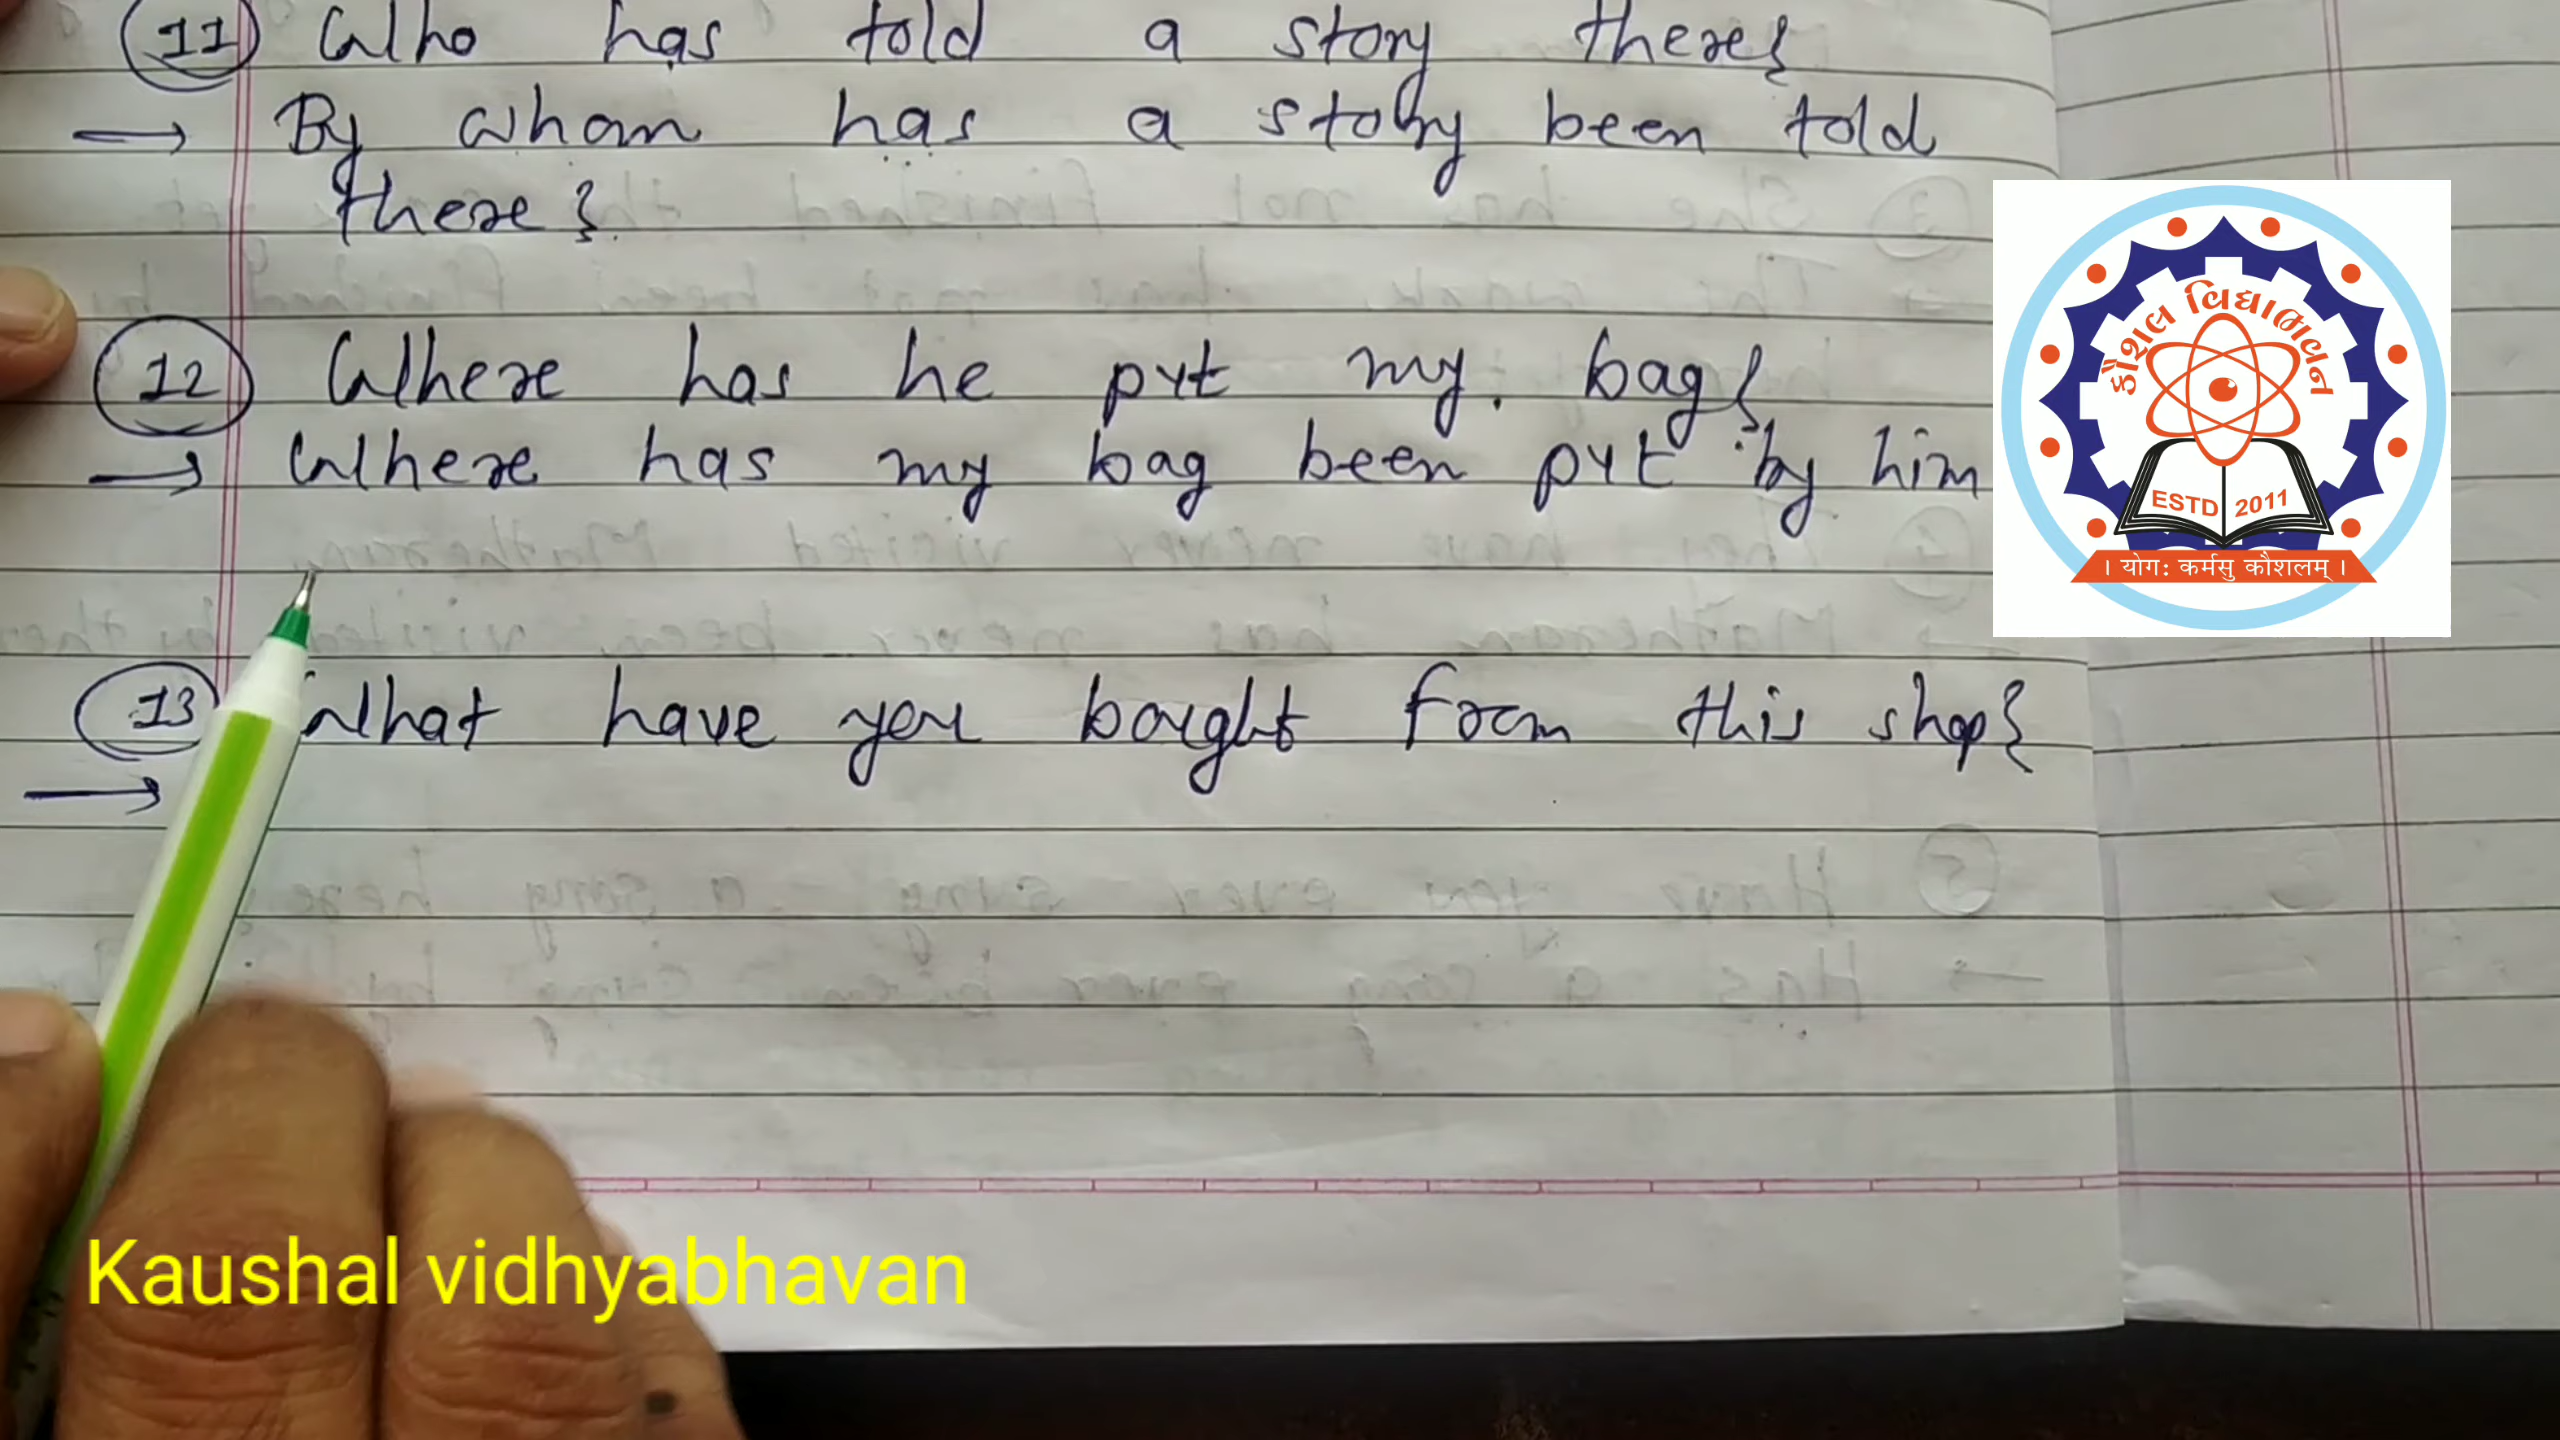 11 Who has told a story there?
→ By whom has a story been told
there?
12 Where has he put my bag?
→ Where has my bag been put by him
13 What have you bought from this shop?
→
કૌશલ વિદ્યાભવન
ESTD 2011
। योगः कर्मसु कौशलम् ।
Kaushal vidhyabhavan